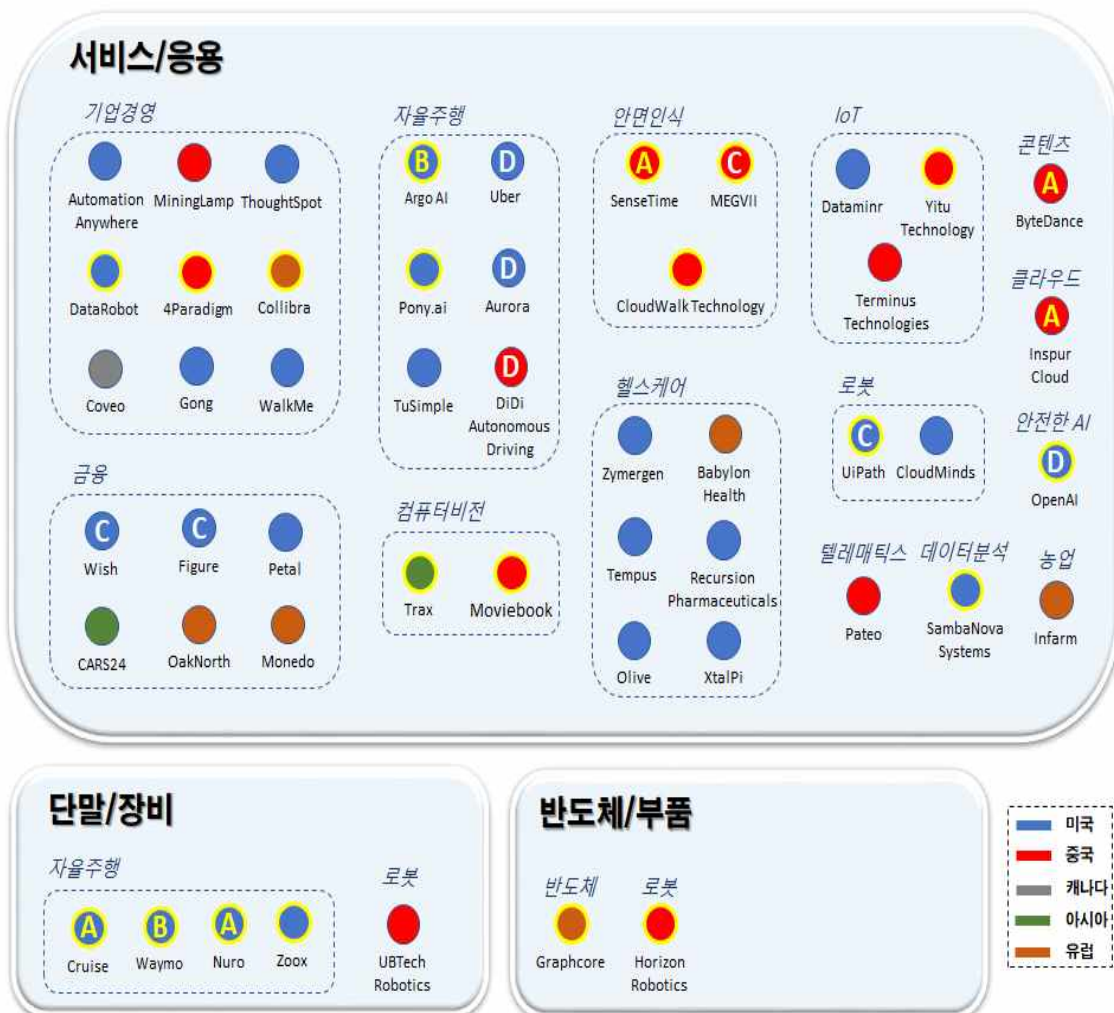 서비스/응용
기업경영
Automation
Anywhere
MiningLamp
ThoughtSpot
DataRobot
4Paradigm
Collibra
Coveo
Gong
WalkMe
자율주행
B
Argo AI
D
Uber
Pony.ai
D
Aurora
TuSimple
D
DiDi
Autonomous
Driving
안면인식
A
SenseTime
C
MEGVII
CloudWalk Technology
IoT
Dataminr
Yitu
Technology
Terminus
Technologies
콘텐츠
A
ByteDance
클라우드
A
Inspur
Cloud
금융
C
Wish
C
Figure
Petal
CARS24
OakNorth
Monedo
컴퓨터비전
Trax
Moviebook
헬스케어
Zymergen
Babylon
Health
Tempus
Recursion
Pharmaceuticals
Olive
XtalPi
로봇
C
UiPath
CloudMinds
안전한 AI
D
OpenAI
텔레매틱스
Pateo
데이터분석
SambaNova
Systems
농업
Infarm
단말/장비
자율주행
A
Cruise
B
Waymo
A
Nuro
Zoox
로봇
UBTech
Robotics
반도체/부품
반도체
Graphcore
로봇
Horizon
Robotics
미국
중국
캐나다
아시아
유럽